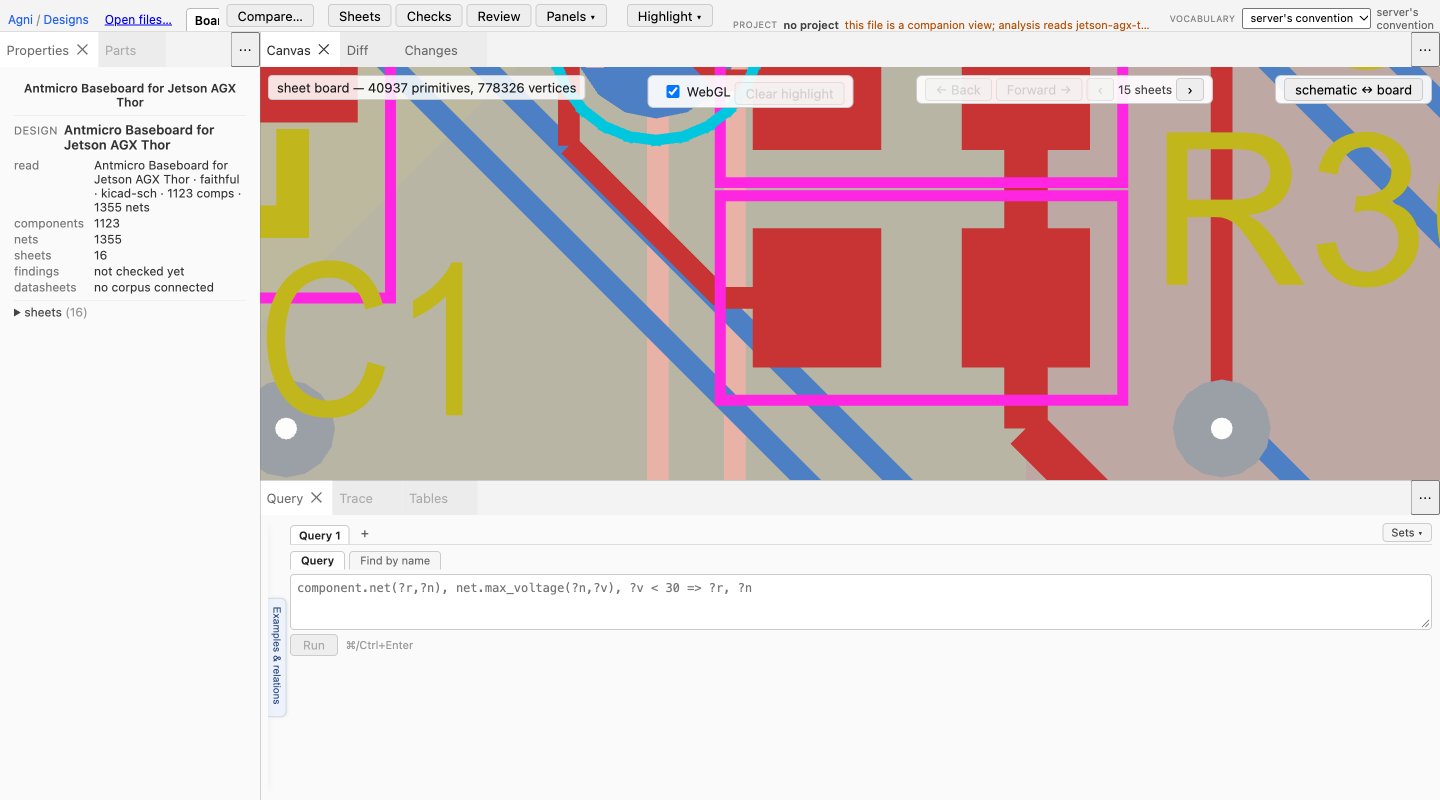 Agni / Designs Open files... Boar Compare... Sheets Checks Review Panels ▾ Highlight ▾ PROJECT no project this file is a companion view; analysis reads jetson-agx-t... VOCABULARY server's convention server's convention
Properties Parts ...
Canvas Diff Changes ...
Antmicro Baseboard for Jetson AGX
Thor
DESIGN Antmicro Baseboard for
Jetson AGX Thor
read Antmicro Baseboard for
Jetson AGX Thor · faithful
· kicad-sch · 1123 comps ·
1355 nets
components 1123
nets 1355
sheets 16
findings not checked yet
datasheets no corpus connected
▶ sheets (16)
sheet board — 40937 primitives, 778326 vertices
WebGL Clear highlight
← Back Forward → ‹ 15 sheets ›
schematic ↔ board
C1
R3
Query Trace Tables ...
Query 1 + Sets ▾
Query Find by name
component.net(?r,?n), net.max_voltage(?n,?v), ?v < 30 => ?r, ?n
Run ⌘/Ctrl+Enter
Examples & relations